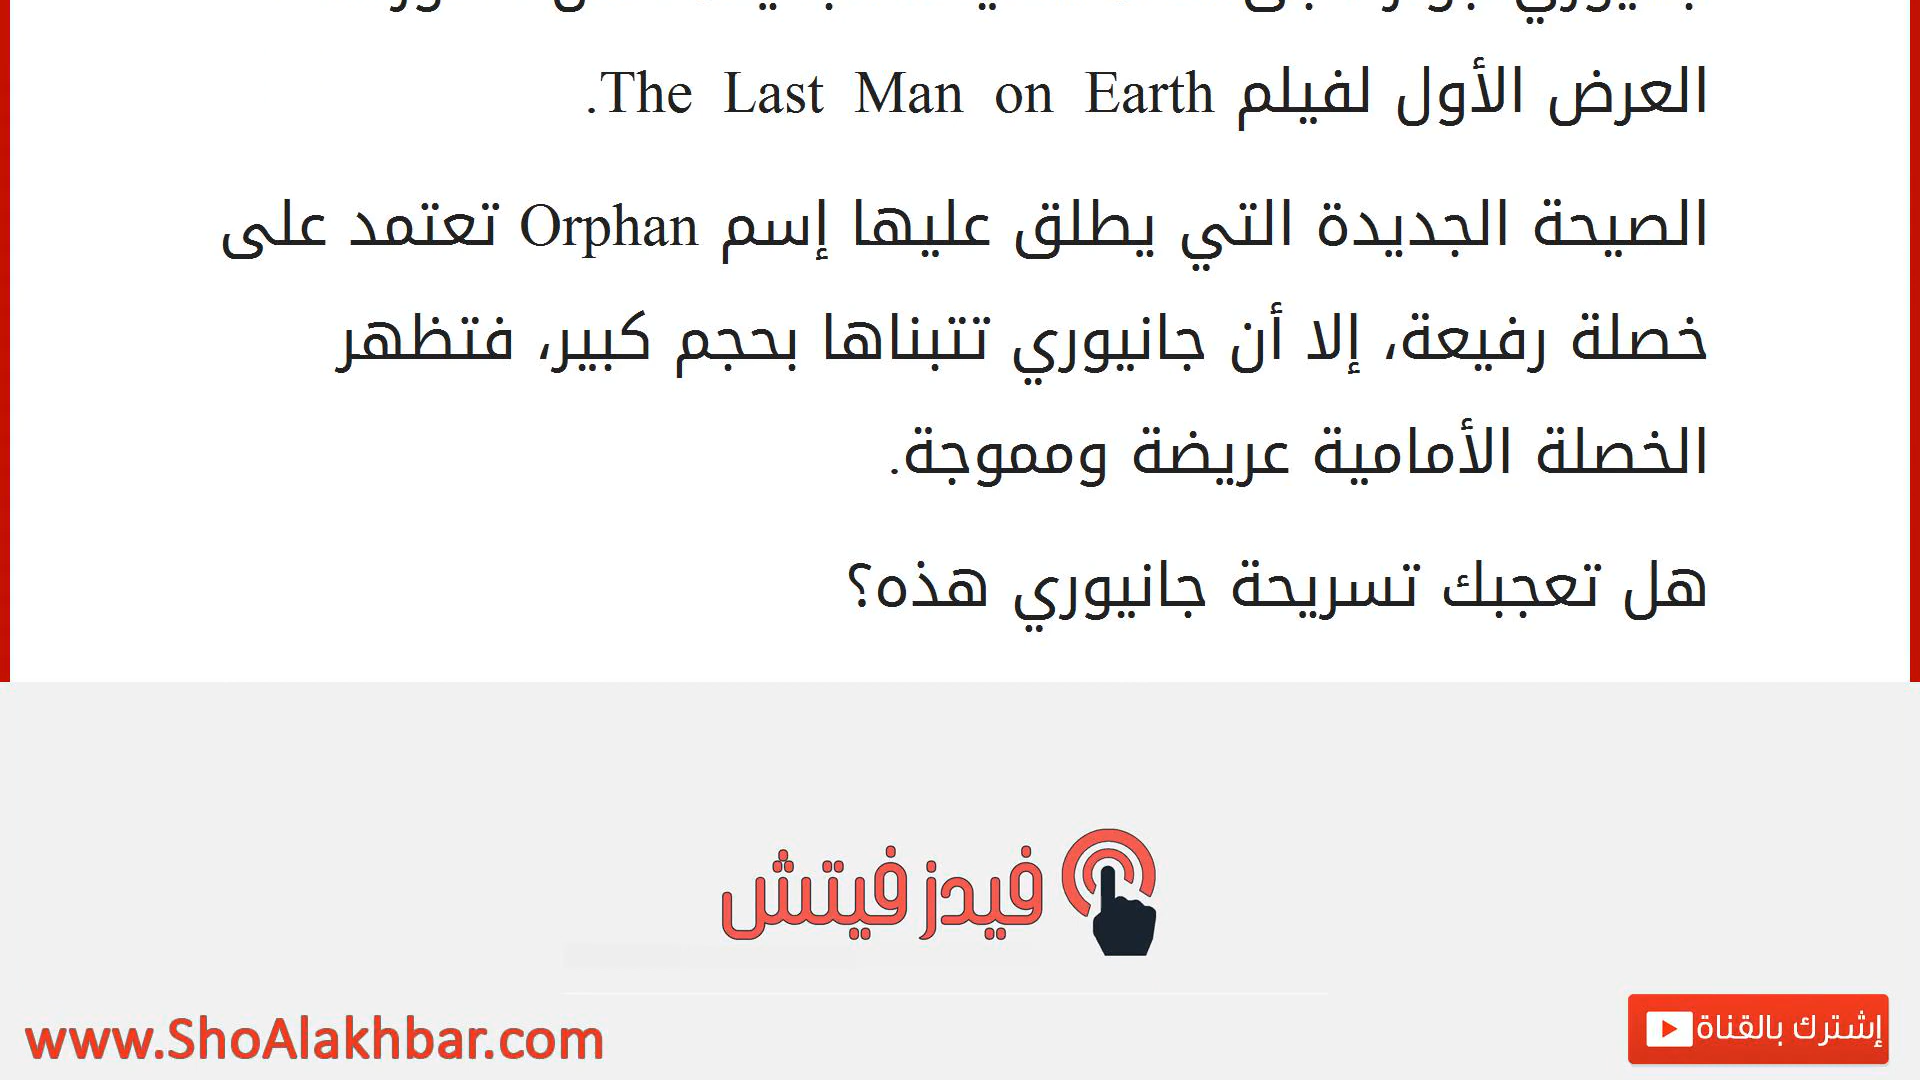 العرض الأول لفيلم The Last Man on Earth.
الصيحة الجديدة التي يطلق عليها إسم Orphan تعتمد على
خصلة رفيعة، إلا أن جانيوري تتبناها بحجم كبير، فتظهر
الخصلة الأمامية عريضة ومموجة.
هل تعجبك تسريحة جانيوري هذه؟
فيدز فيتش
www.ShoAlakhbar.com
إشترك بالقناة